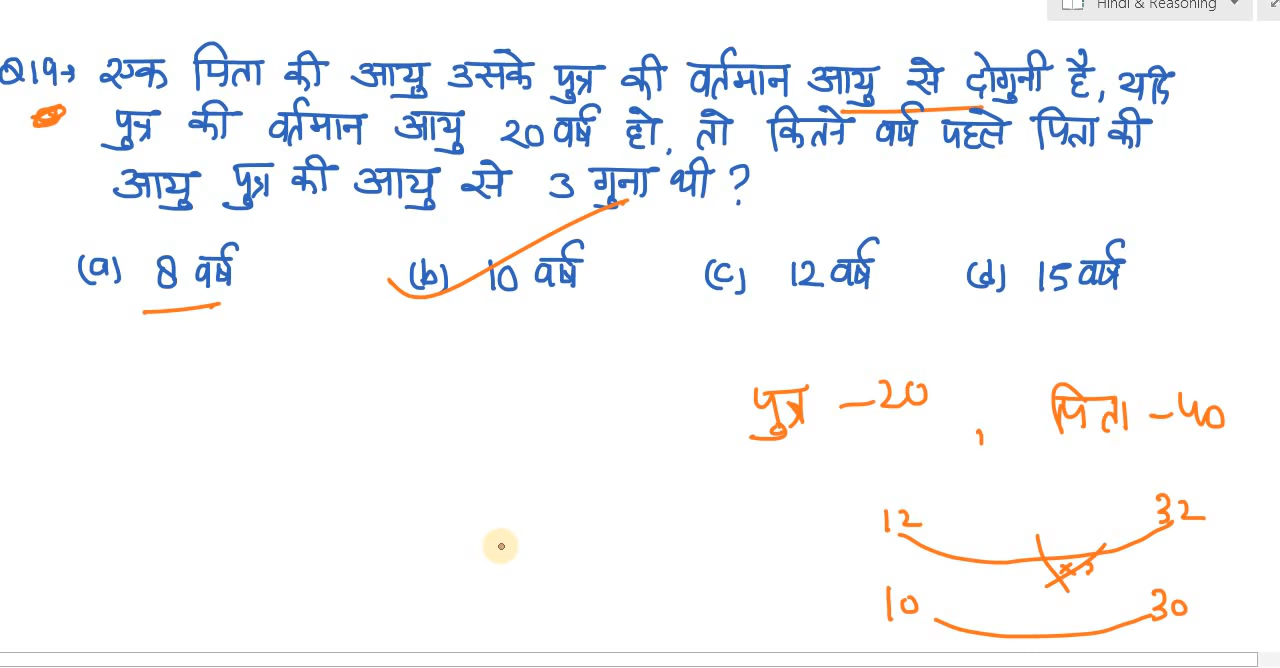 Hindi & Reasoning
Q19→ एक पिता की आयु उसके पुत्र की वर्तमान आयु से दोगुनी है, यदि
पुत्र की वर्तमान आयु 20 वर्ष हो, तो कितने वर्ष पहले पिता की
आयु पुत्र की आयु से 3 गुना थी ?
(a) 8 वर्ष (b) 10 वर्ष (c) 12 वर्ष (d) 15 वर्ष
पुत्र - 20 , पिता - 40
12 32
10 30